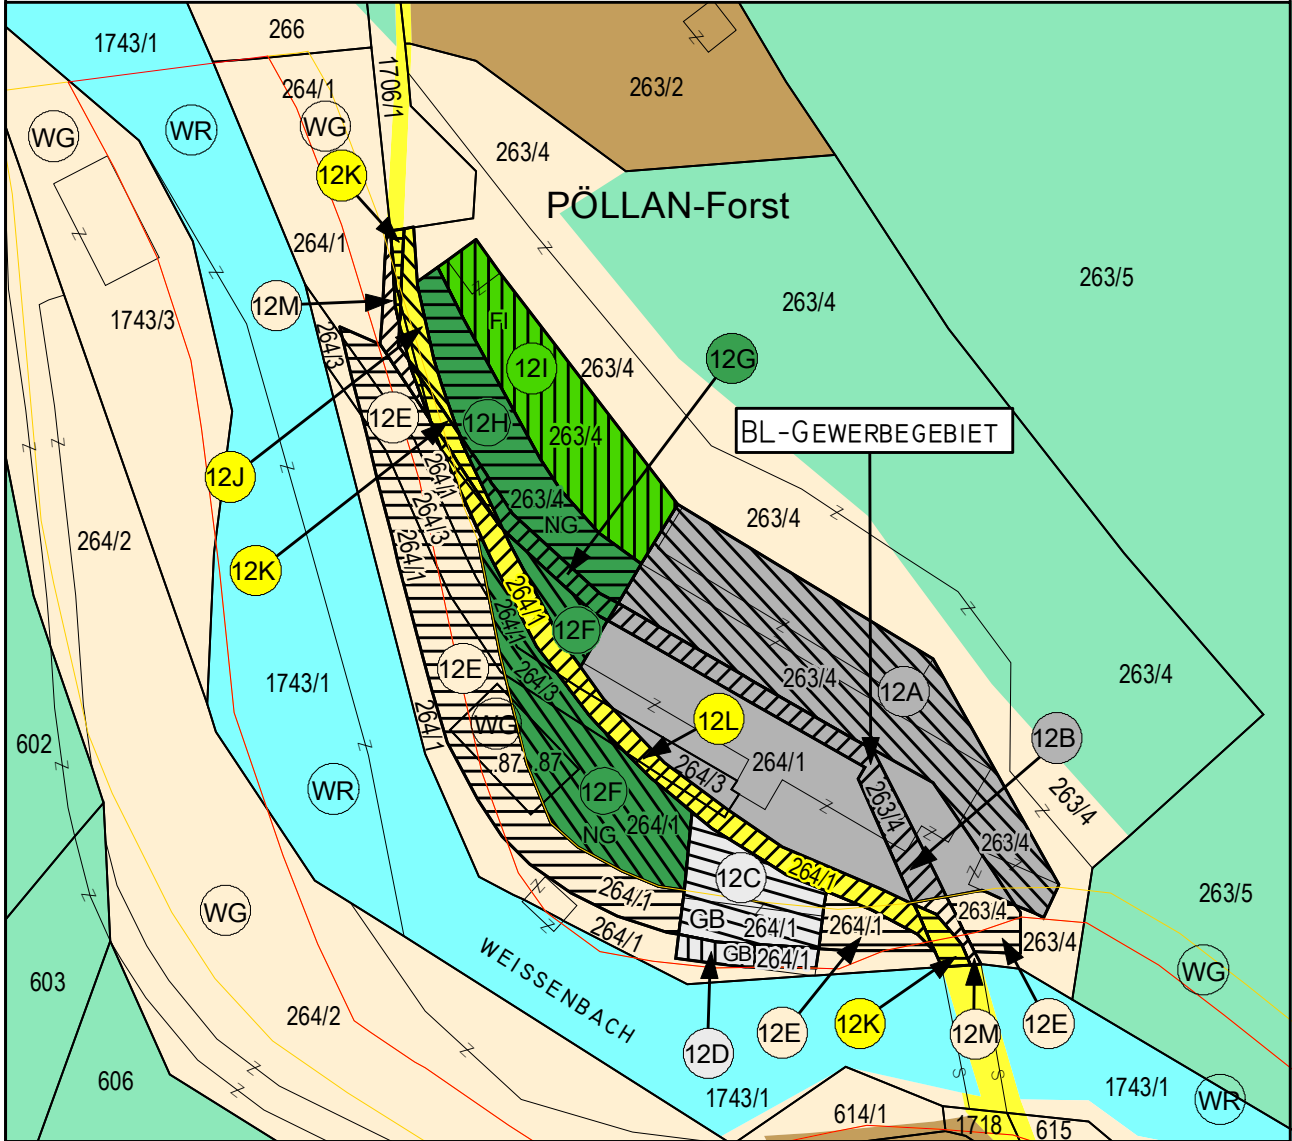 1743/1
266
264/1
1706/1
263/2
WG
WR
WG
12K
263/4
PÖLLAN-Forst
264/1
263/4
263/5
12M
1743/3
264/3
FI
12I
263/4
12G
12E
12H
263/4
BL-GEWERBEGEBIET
12J
264/1
263/4
NG
264/3
263/4
264/2
264/1
12K
264/1
264/1
12F
12E
264/3
263/4
12A
263/4
1743/1
264/1
WG
12L
12B
602
.87
.87
264/3
264/1
WR
12F
263/4
263/4
NG
264/1
263/4
264/1
12C
264/1
263/5
WG
264/1
GB
264/1
264/1
263/4
264/1
263/4
GB
264/1
WEISSENBACH
WG
603
264/2
12D
12E
12K
12M
12E
606
1743/1
614/1
1718
615
1743/1
WR
S
S